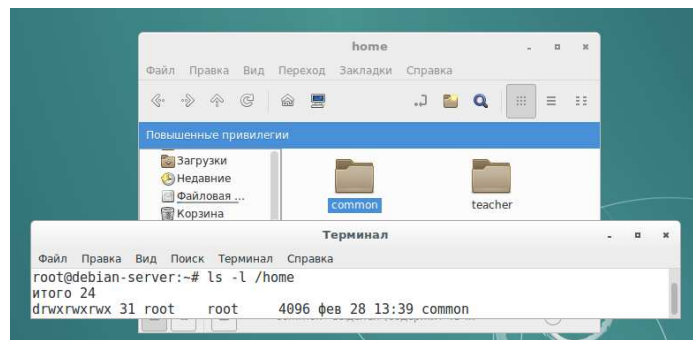 home
Файл Правка Вид Переход Закладки Справка
Повышенные привилегии
Загрузки
Недавние
Файловая ...
Корзина
common
teacher
Терминал
Файл Правка Вид Поиск Терминал Справка
root@debian-server:~# ls -l /home
итого 24
drwxrwxrwx 31 root root 4096 фев 28 13:39 common